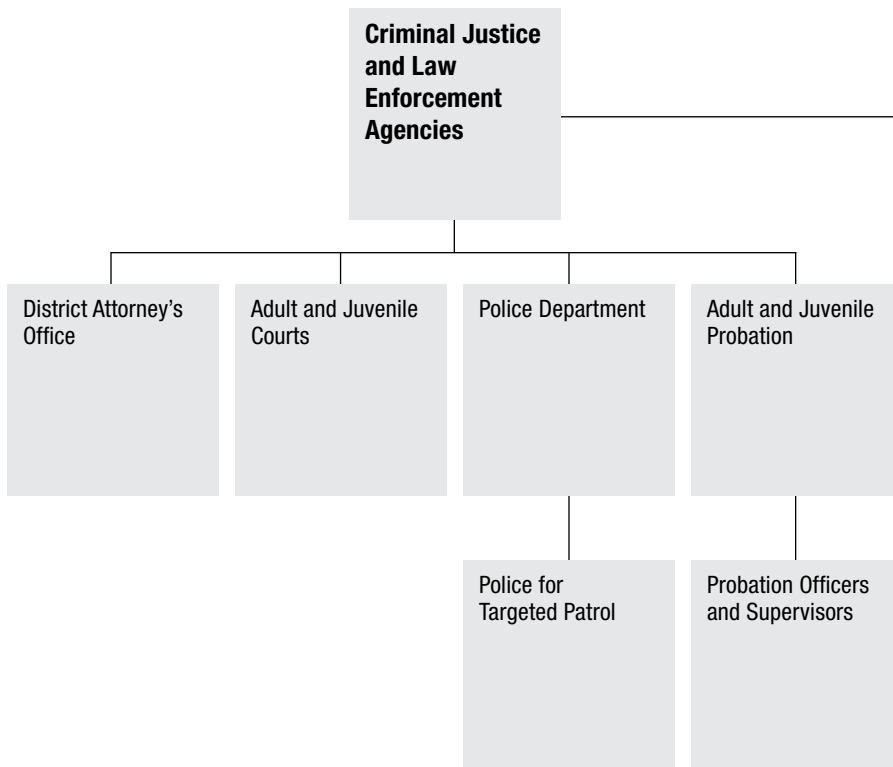 Criminal Justice
and Law
Enforcement
Agencies
District Attorney’s
Office
Adult and Juvenile
Courts
Police Department
Adult and Juvenile
Probation
Police for
Targeted Patrol
Probation Officers
and Supervisors